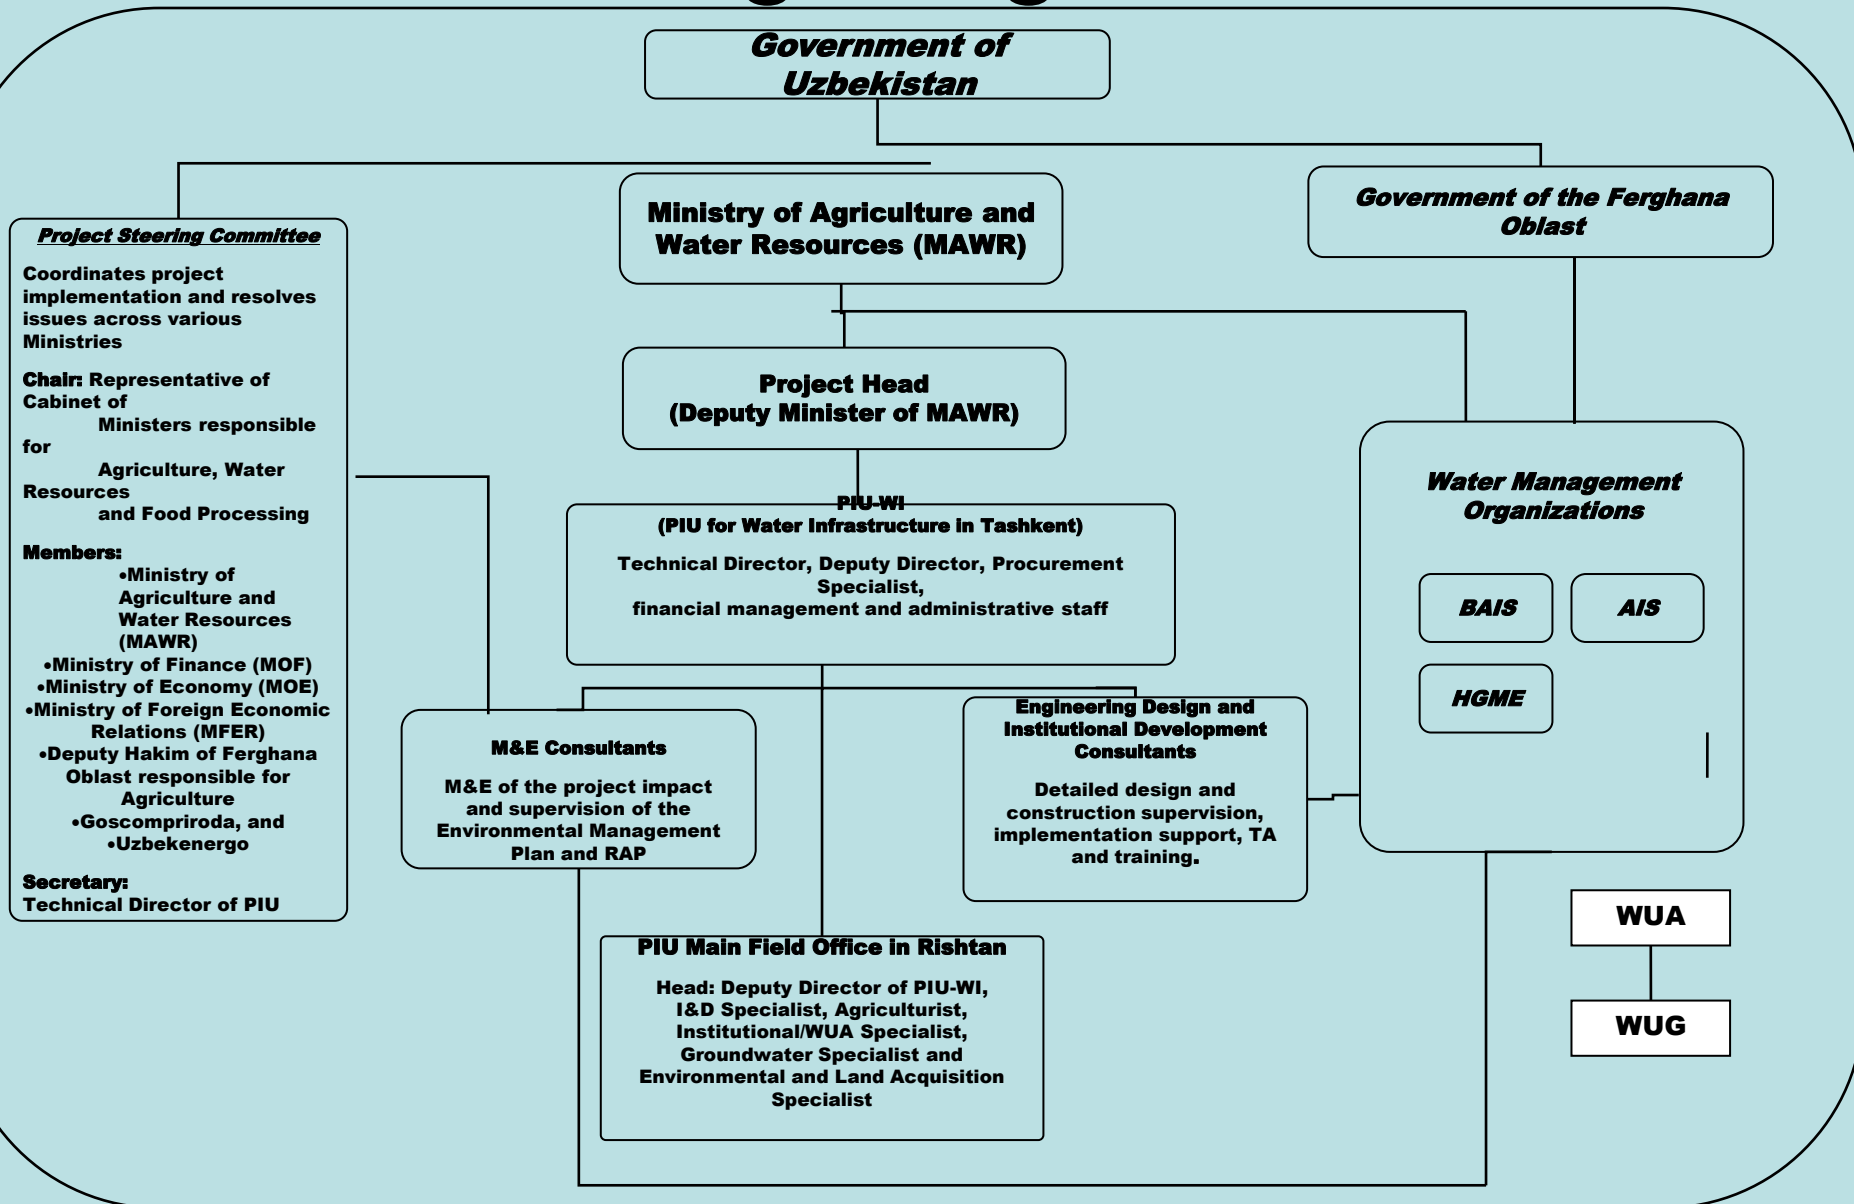 Government of
Uzbekistan
Ministry of Agriculture and
Water Resources (MAWR)
Government of the Ferghana
Oblast
Project Steering Committee
Coordinates project
implementation and resolves
issues across various
Ministries
Chair: Representative of
Cabinet of
Ministers responsible
for
Agriculture, Water
Resources
and Food Processing
Members:
•Ministry of
Agriculture and
Water Resources
(MAWR)
•Ministry of Finance (MOF)
•Ministry of Economy (MOE)
•Ministry of Foreign Economic
Relations (MFER)
•Deputy Hakim of Ferghana
Oblast responsible for
Agriculture
•Goscompriroda, and
•Uzbekenergo
Secretary:
Technical Director of PIU
Project Head
(Deputy Minister of MAWR)
PIU-WI
(PIU for Water Infrastructure in Tashkent)
Technical Director, Deputy Director, Procurement
Specialist,
financial management and administrative staff
Water Management
Organizations
BAIS
AIS
HGME
M&E Consultants
M&E of the project impact
and supervision of the
Environmental Management
Plan and RAP
Engineering Design and
Institutional Development
Consultants
Detailed design and
construction supervision,
implementation support, TA
and training.
PIU Main Field Office in Rishtan
Head: Deputy Director of PIU-WI,
I&D Specialist, Agriculturist,
Institutional/WUA Specialist,
Groundwater Specialist and
Environmental and Land Acquisition
Specialist
WUA
WUG